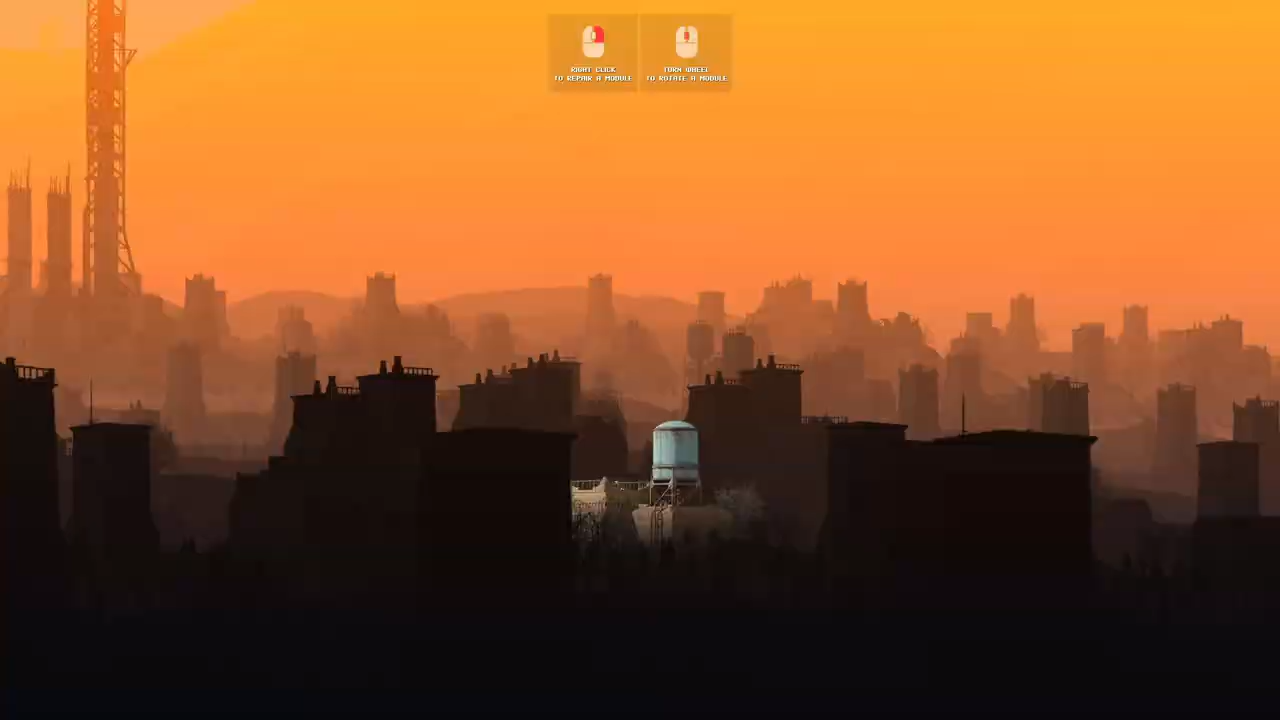 RIGHT CLICK
TO REPAIR A MODULE
TURN WHEEL
TO ROTATE A MODULE